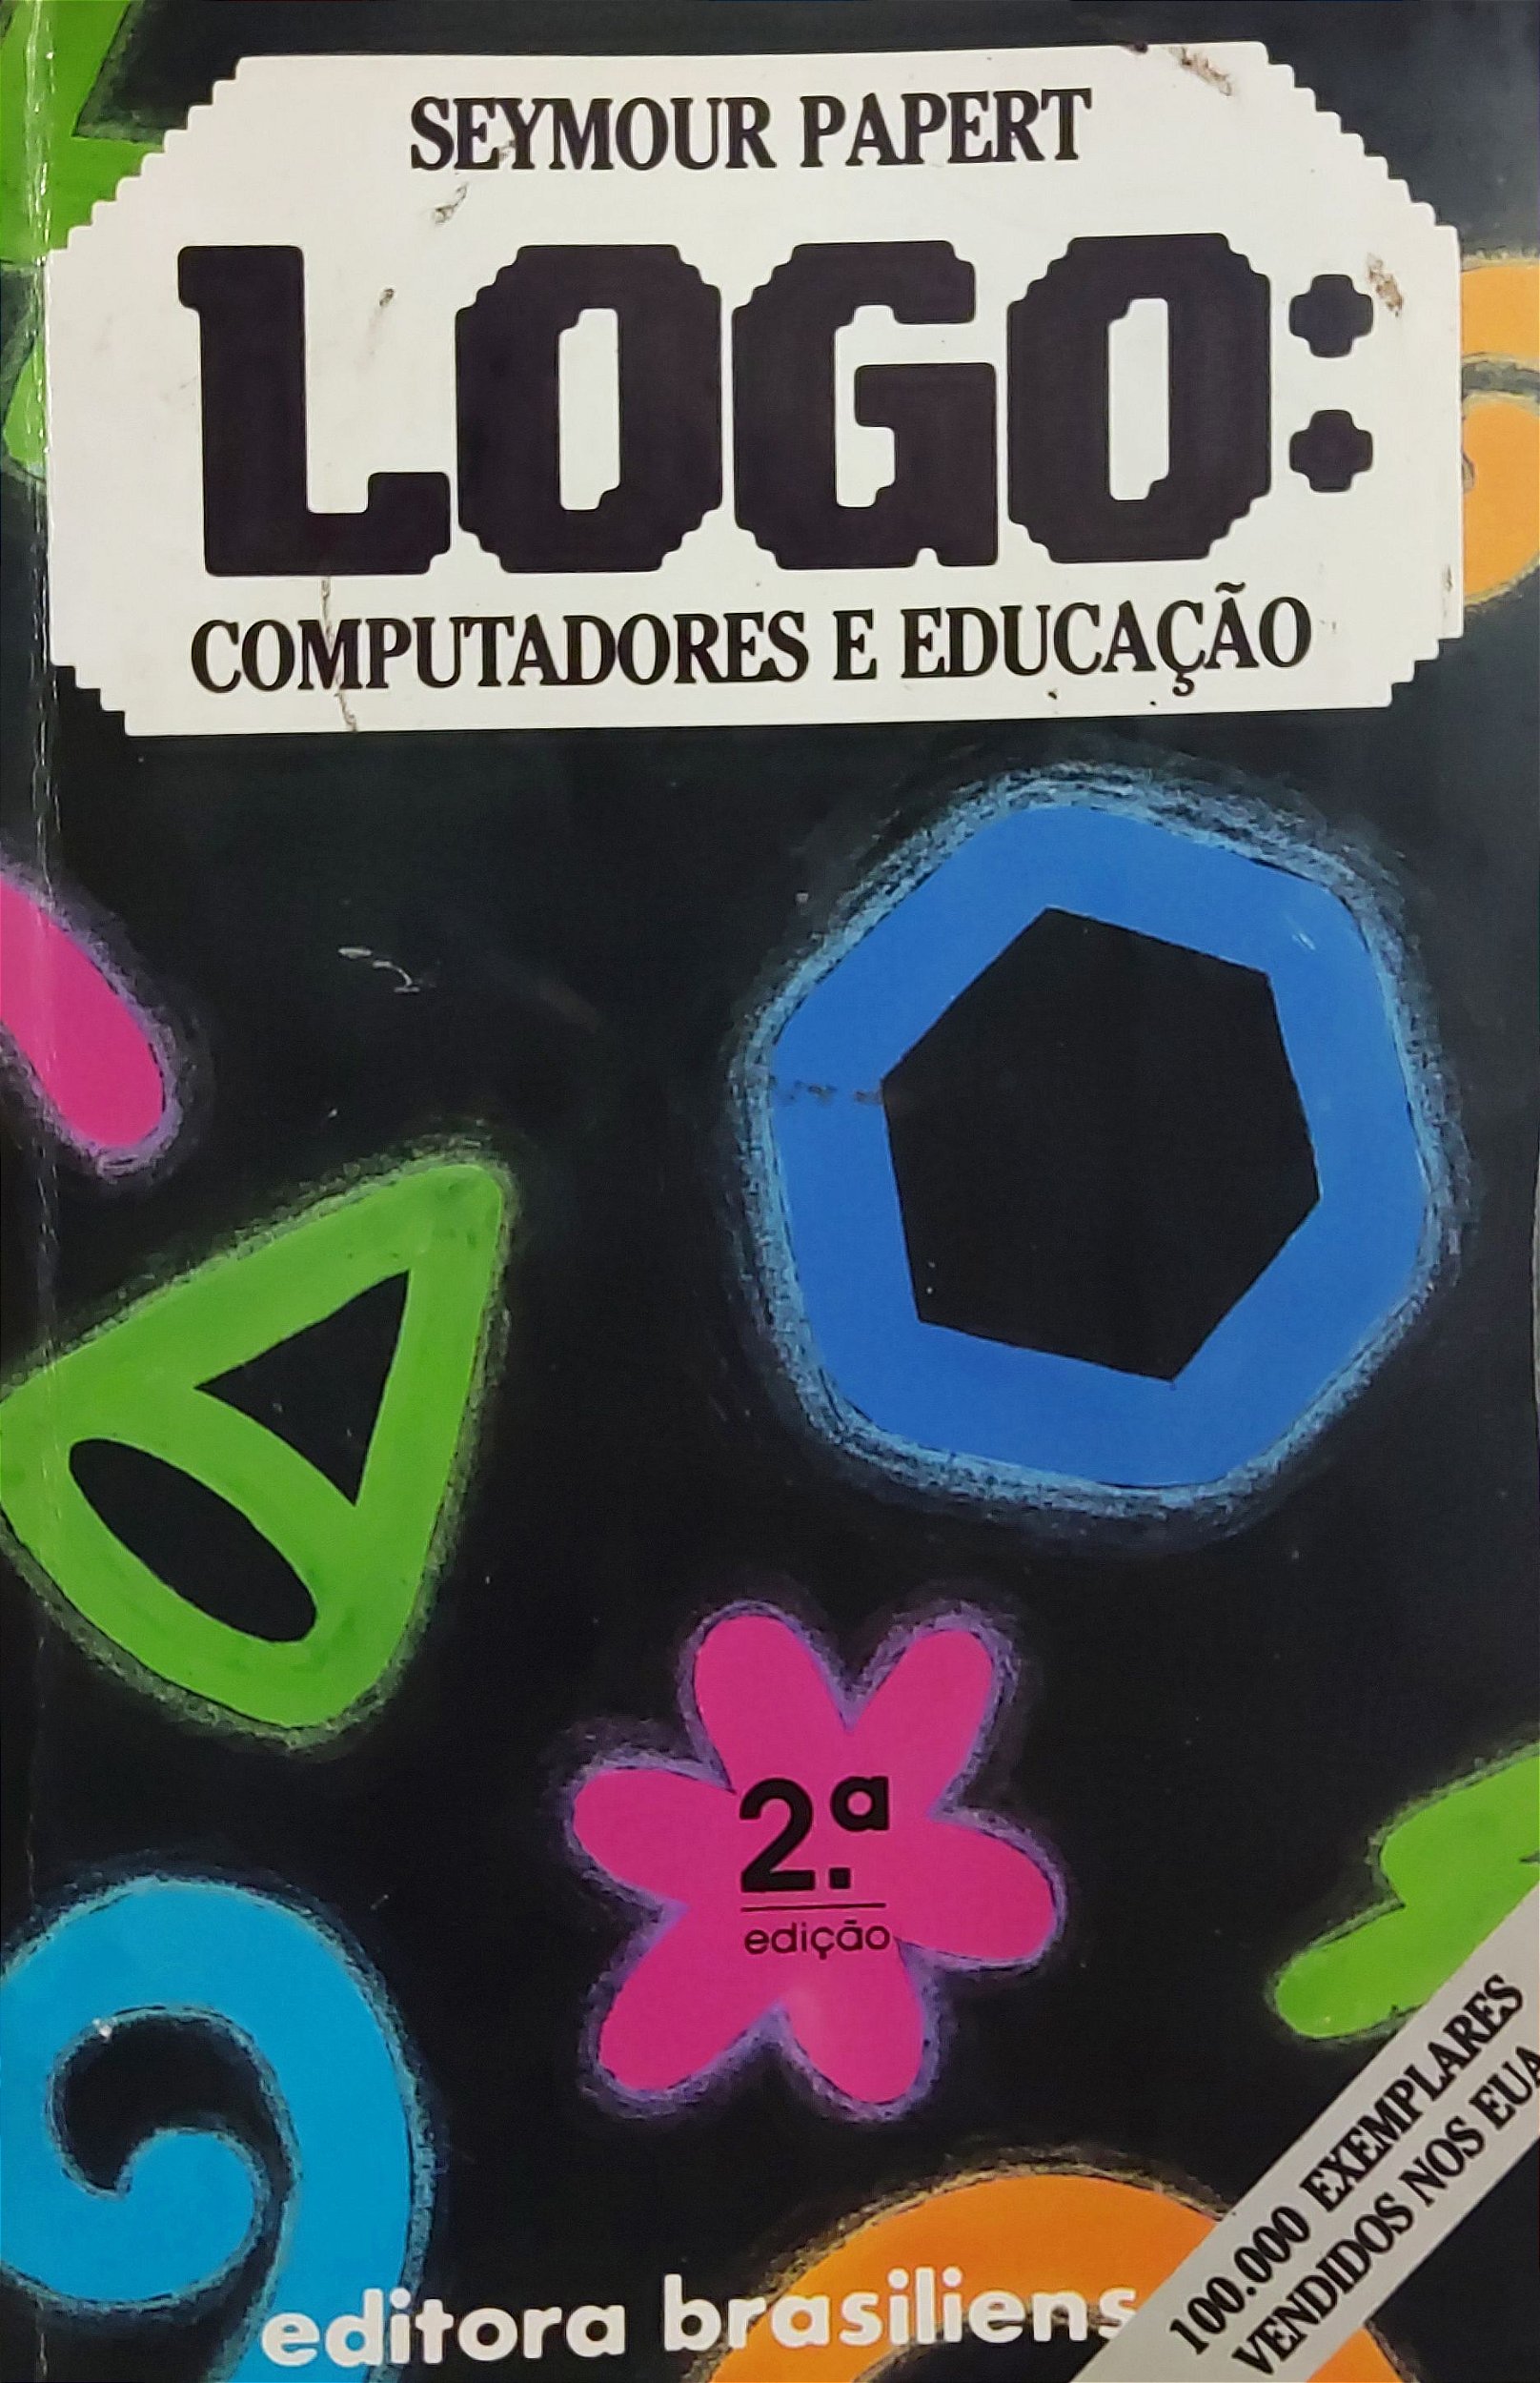 SEYMOUR PAPERT
LOGO:
COMPUTADORES E EDUCAÇÃO
2.ª
edição
100.000 EXEMPLARES
VENDIDOS NOS EUA
editora brasiliens